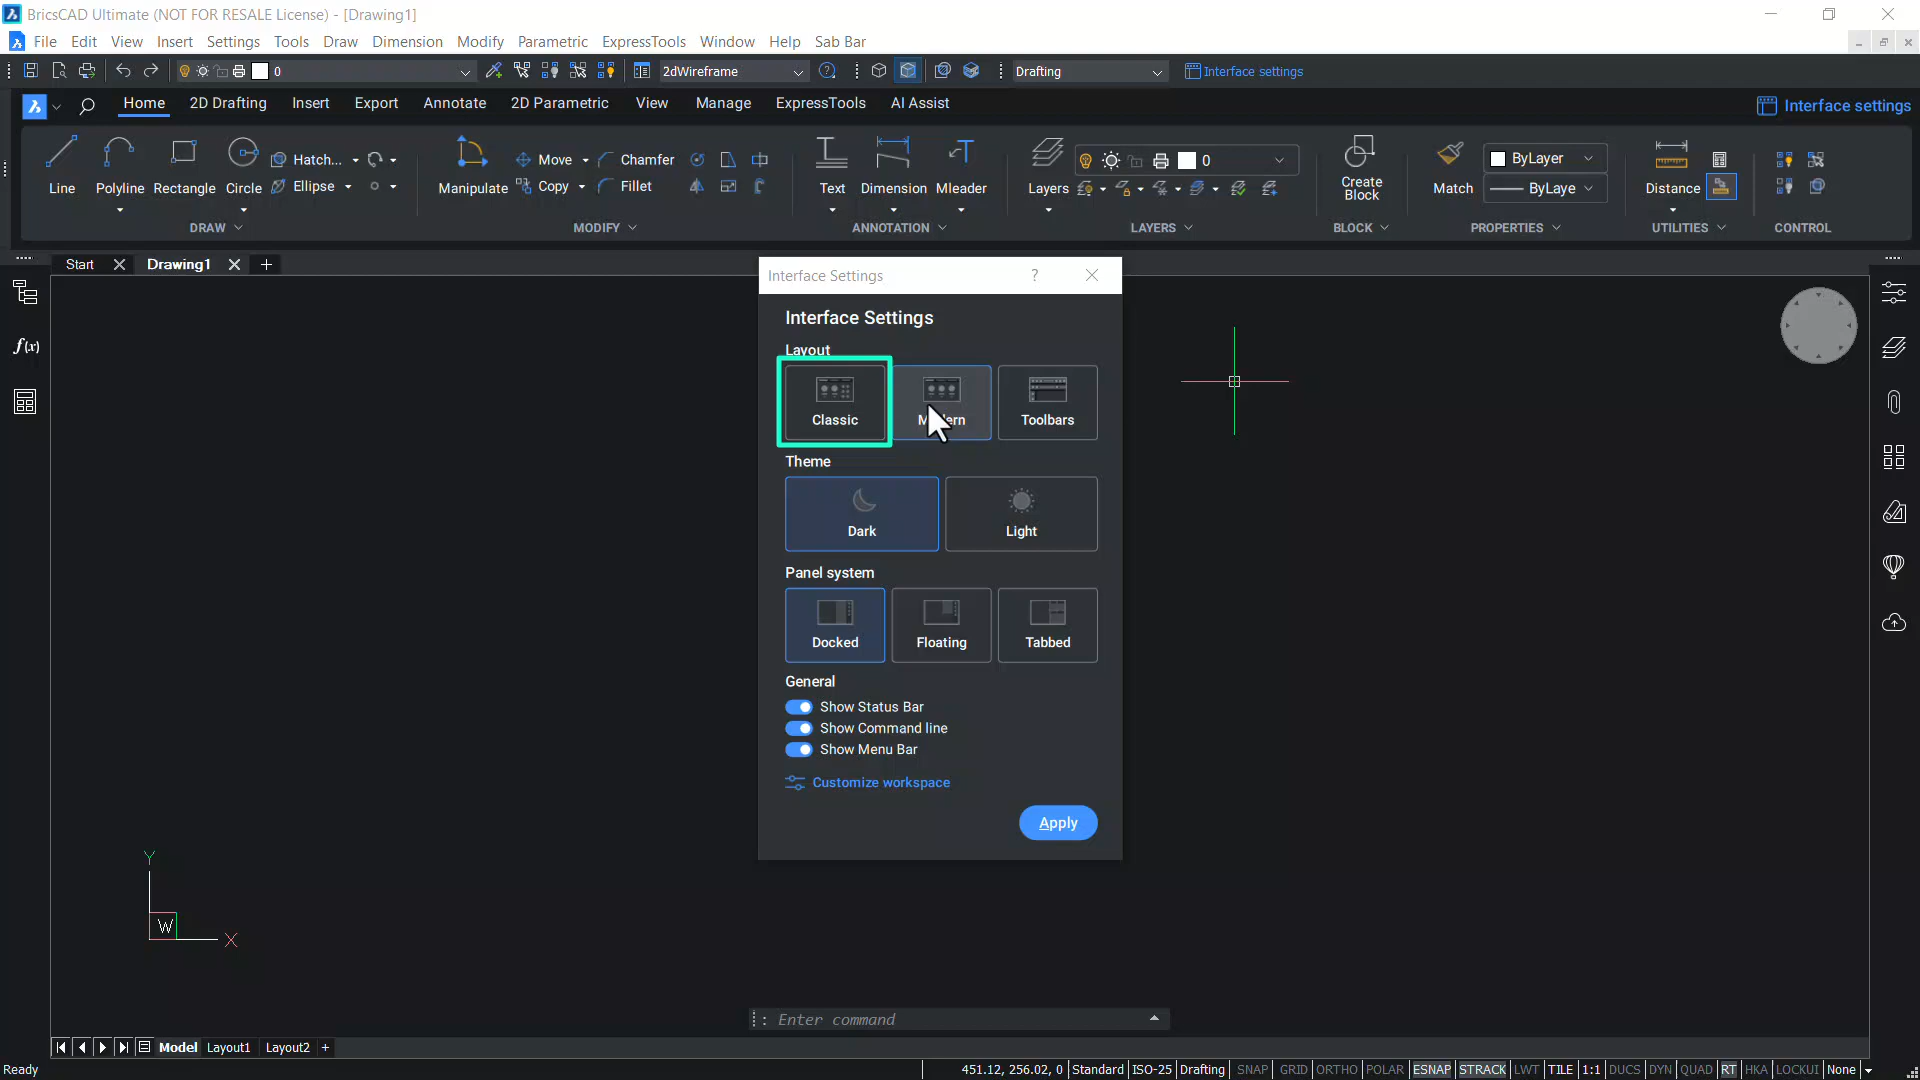 BricsCAD Ultimate (NOT FOR RESALE License) - [Drawing1]
File Edit View Insert Settings Tools Draw Dimension Modify Parametric ExpressTools Window Help Sab Bar
0 2dWireframe Drafting Interface settings
Home 2D Drafting Insert Export Annotate 2D Parametric View Manage ExpressTools AI Assist Interface settings
Hatch... Move Chamfer 0 ByLayer
Line Polyline Rectangle Circle Ellipse Manipulate Copy Fillet Text Dimension Mleader Layers Create Block Match ByLaye Distance
DRAW MODIFY ANNOTATION LAYERS BLOCK PROPERTIES UTILITIES CONTROL
Start Drawing1 +
Interface Settings ?
f(x)
Interface Settings
Layout
Classic Toolbars
Theme
Dark Light
Panel system
Docked Floating Tabbed
General
Show Status Bar
Show Command line
Show Menu Bar
Customize workspace
Apply
Y
W
X
: Enter command
Model Layout1 Layout2 +
Ready 451.12, 256.02, 0 Standard ISO-25 Drafting SNAP GRID ORTHO POLAR ESNAP STRACK LWT TILE 1:1 DUCS DYN QUAD RT HKA LOCKUI None